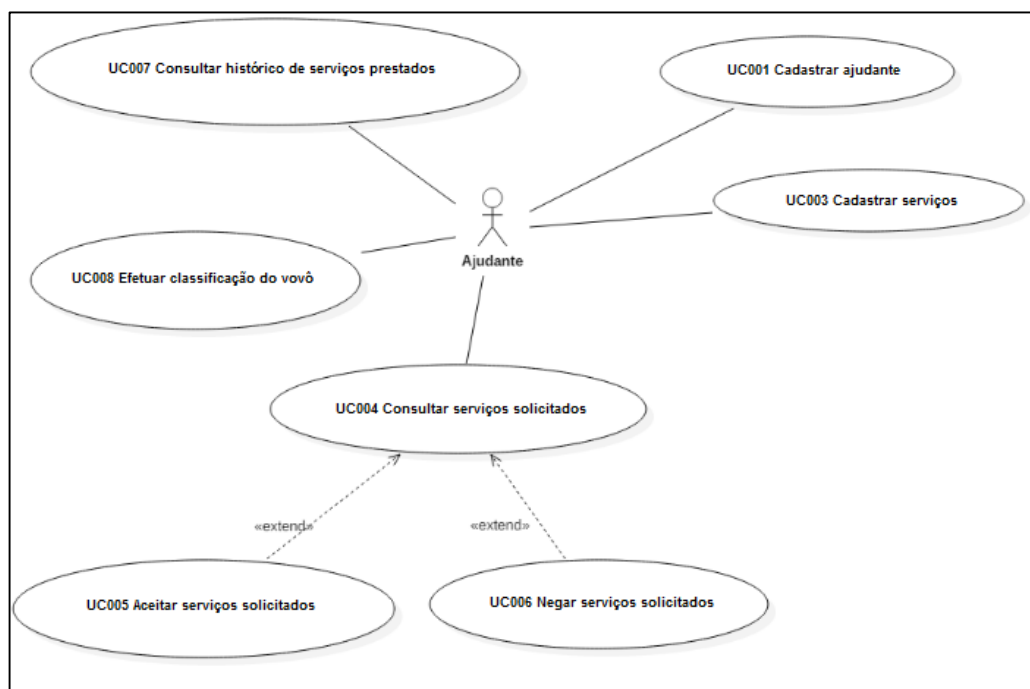 UC007 Consultar histórico de serviços prestados
UC001 Cadastrar ajudante
UC003 Cadastrar serviços
Ajudante
UC008 Efetuar classificação do vovô
UC004 Consultar serviços solicitados
«extend»
«extend»
UC005 Aceitar serviços solicitados
UC006 Negar serviços solicitados